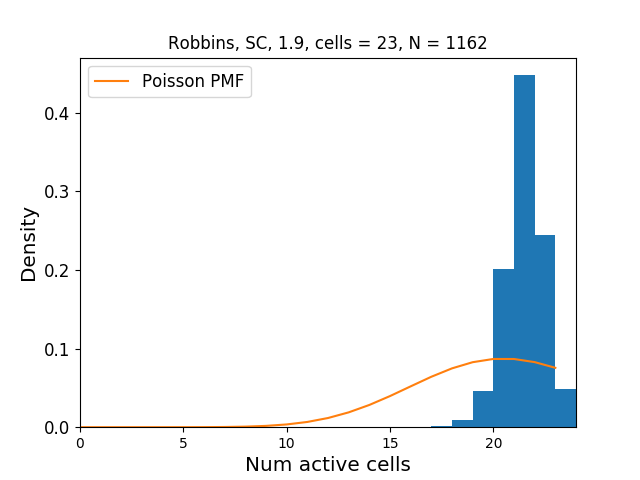 Robbins, SC, 1.9, cells = 23, N = 1162
Poisson PMF
Density
0.4
0.3
0.2
0.1
0.0
0 5 10 15 20
Num active cells